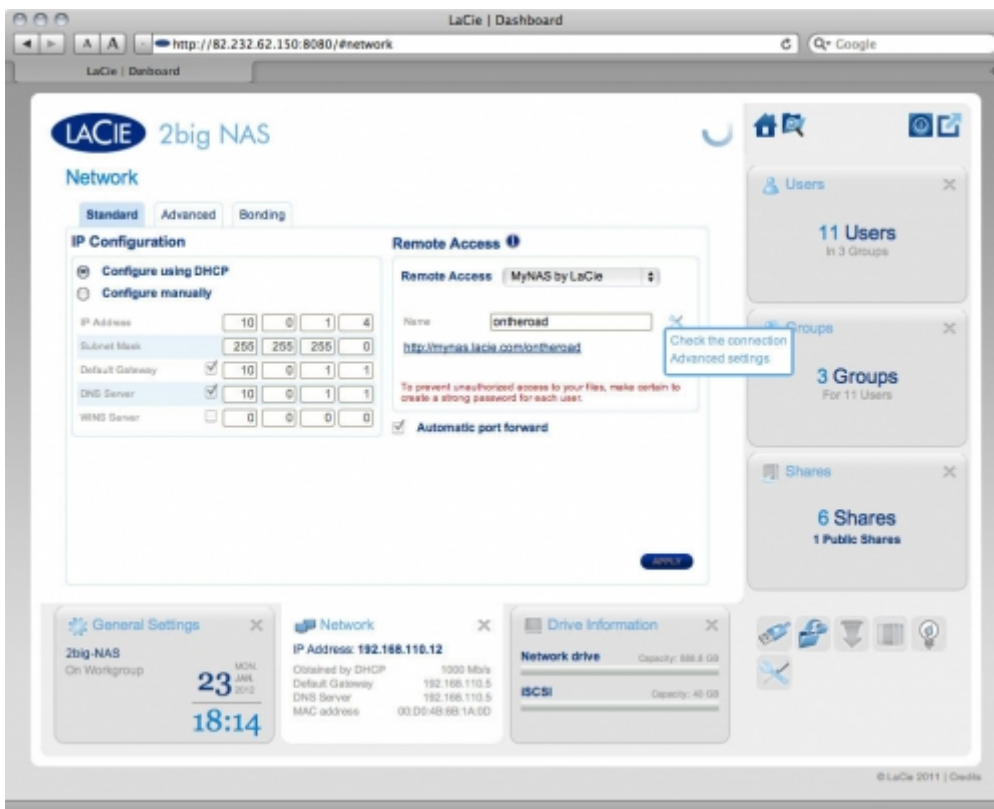 LaCie | Dashboard
A A http://82.232.62.150:8080/#network Google
LaCie | Dashboard
LACIE 2big NAS
Network
Standard Advanced Bonding
IP Configuration
Configure using DHCP
Configure manually
IP Address 10 0 1 4
Subnet Mask 255 255 255 0
Default Gateway 10 0 1 1
DNS Server 10 0 1 1
WINS Server 0 0 0 0
Remote Access
Remote Access MyNAS by LaCie
Name ontheroad
http://mynas.lacie.com/ontheroad
Check the connection
Advanced settings
To prevent unauthorized access to your files, make certain to
create a strong password for each user.
Automatic port forward
APPLY
Users
11 Users
In 3 Groups
Groups
3 Groups
For 11 Users
Shares
6 Shares
1 Public Shares
General Settings
2big-NAS
On Workgroup
23 MON. JAN. 2012
18:14
Network
IP Address: 192.168.110.12
Obtained by DHCP 1000 Mb/s
Default Gateway 192.168.110.5
DNS Server 192.168.110.5
MAC address 00:D0:4B:6B:1A:0D
Drive Information
Network drive Capacity: 888.8 GB
iSCSI Capacity: 40 GB
© LaCie 2011 | Credits